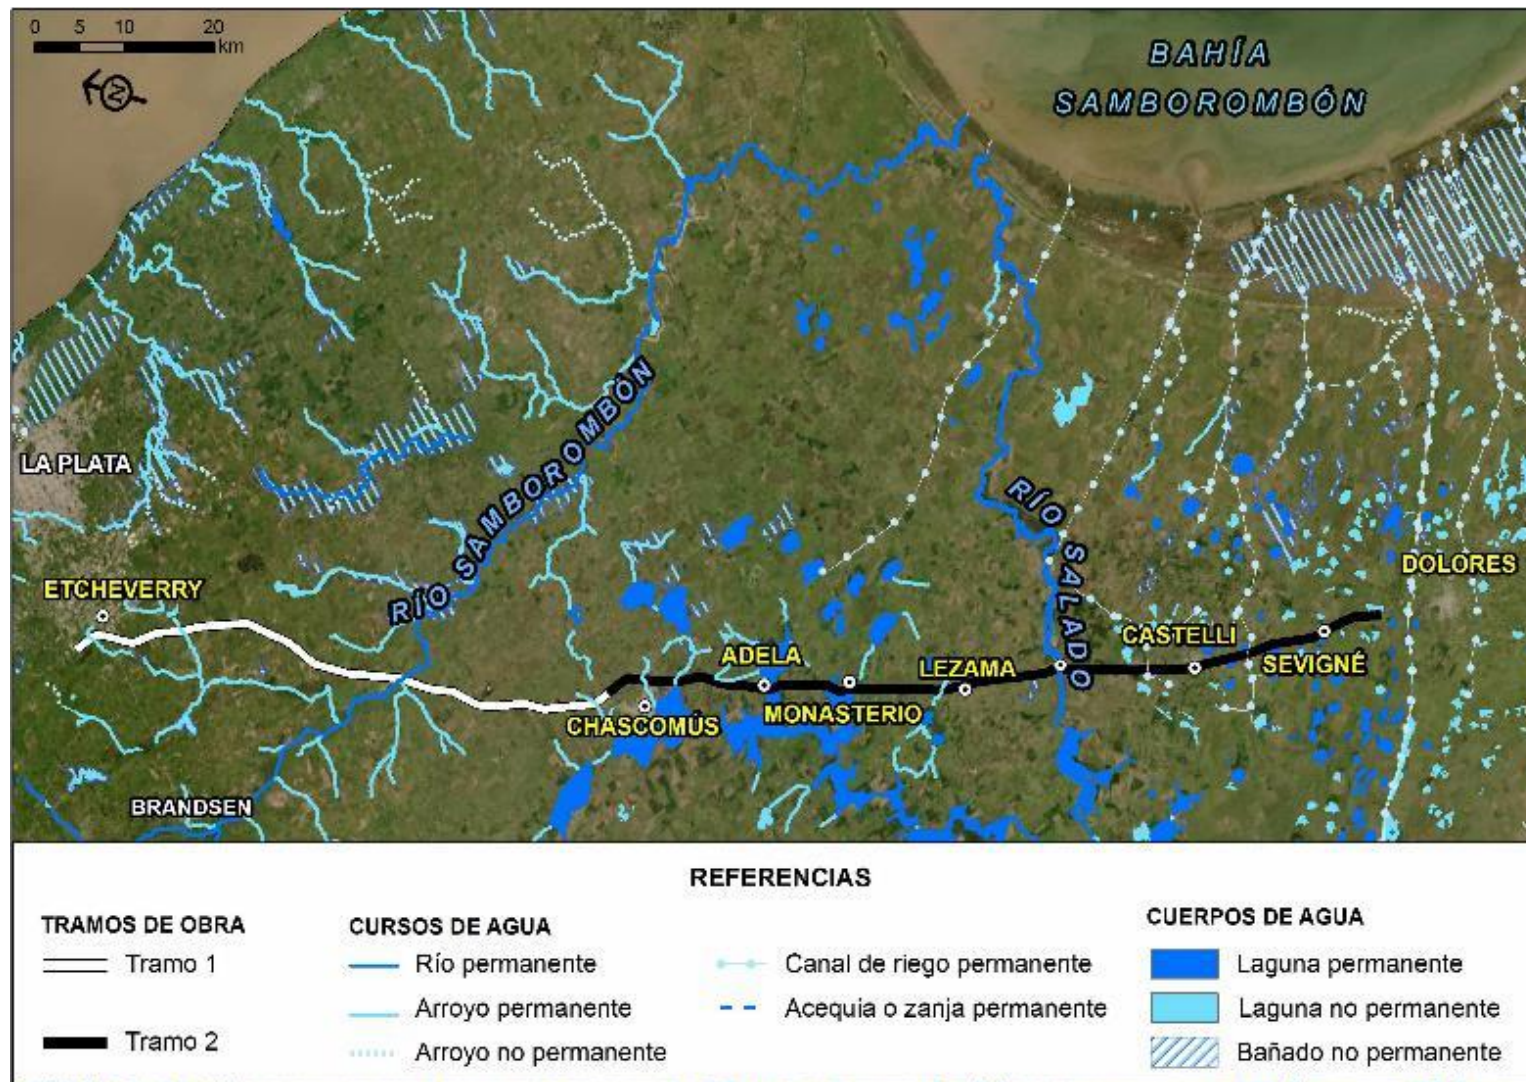 0 5 10 20
km
N
BAHÍA
SAMBOROMBÓN
LA PLATA
RÍO SAMBOROMBÓN
RÍO SALADO
ETCHEVERRY
DOLORES
CASTELLI
ADELA
LEZAMA
SEVIGNÉ
CHASCOMÚS
MONASTERIO
BRANDSEN
REFERENCIAS
TRAMOS DE OBRA
Tramo 1
Tramo 2
CURSOS DE AGUA
Río permanente
Arroyo permanente
Arroyo no permanente
Canal de riego permanente
Acequia o zanja permanente
CUERPOS DE AGUA
Laguna permanente
Laguna no permanente
Bañado no permanente